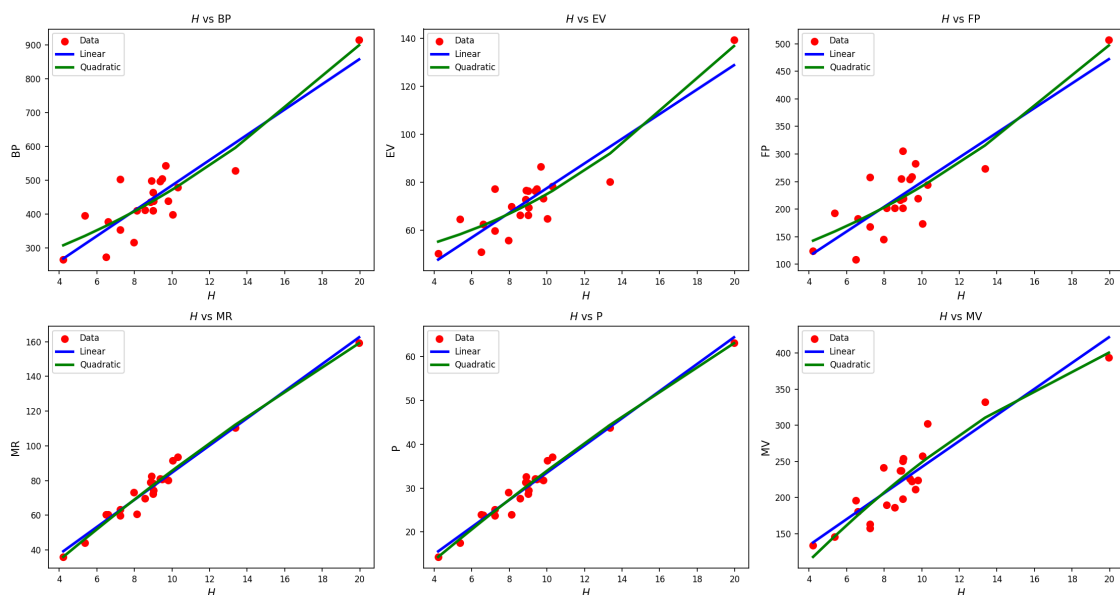 H vs BP
Data
Linear
Quadratic
900
800
700
600
500
400
300
BP
4 6 8 10 12 14 16 18 20
H
H vs EV
Data
Linear
Quadratic
140
120
100
80
60
EV
4 6 8 10 12 14 16 18 20
H
H vs FP
Data
Linear
Quadratic
500
450
400
350
300
250
200
150
100
FP
4 6 8 10 12 14 16 18 20
H
H vs MR
Data
Linear
Quadratic
160
140
120
100
80
60
40
MR
4 6 8 10 12 14 16 18 20
H
H vs P
Data
Linear
Quadratic
60
50
40
30
20
P
4 6 8 10 12 14 16 18 20
H
H vs MV
Data
Linear
Quadratic
400
350
300
250
200
150
MV
4 6 8 10 12 14 16 18 20
H